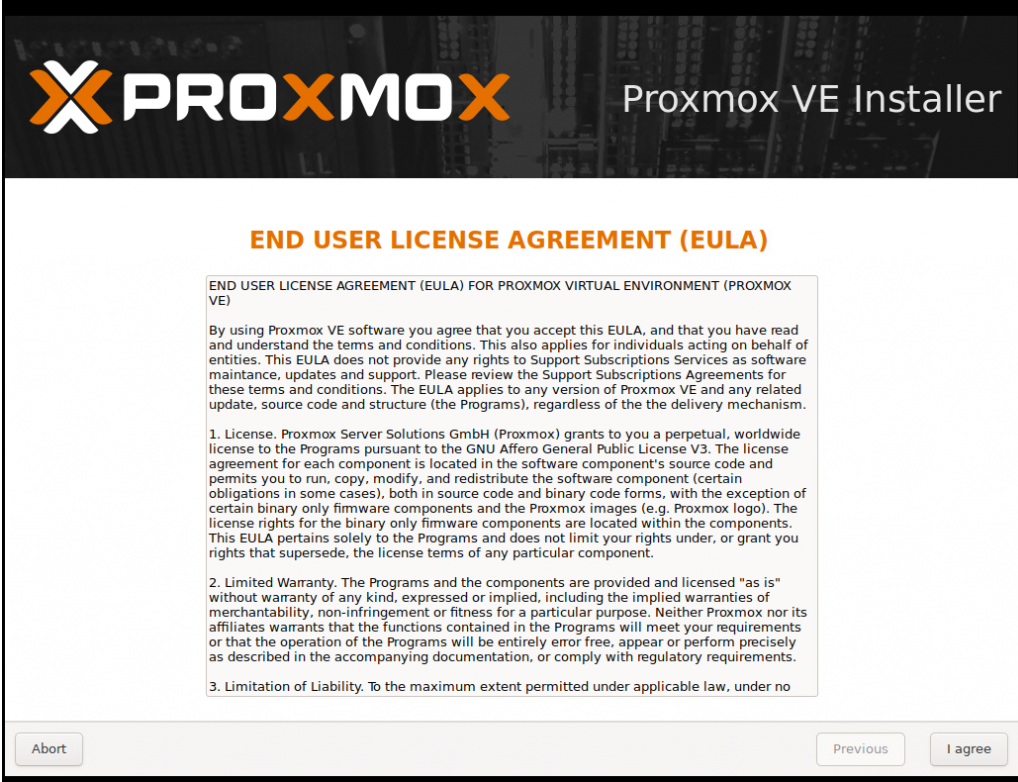 PROXMOX
Proxmox VE Installer
END USER LICENSE AGREEMENT (EULA)
END USER LICENSE AGREEMENT (EULA) FOR PROXMOX VIRTUAL ENVIRONMENT (PROXMOX
VE)
By using Proxmox VE software you agree that you accept this EULA, and that you have read
and understand the terms and conditions. This also applies for individuals acting on behalf of
entities. This EULA does not provide any rights to Support Subscriptions Services as software
maintance, updates and support. Please review the Support Subscriptions Agreements for
these terms and conditions. The EULA applies to any version of Proxmox VE and any related
update, source code and structure (the Programs), regardless of the the delivery mechanism.
1. License. Proxmox Server Solutions GmbH (Proxmox) grants to you a perpetual, worldwide
license to the Programs pursuant to the GNU Affero General Public License V3. The license
agreement for each component is located in the software component's source code and
permits you to run, copy, modify, and redistribute the software component (certain
obligations in some cases), both in source code and binary code forms, with the exception of
certain binary only firmware components and the Proxmox images (e.g. Proxmox logo). The
license rights for the binary only firmware components are located within the components.
This EULA pertains solely to the Programs and does not limit your rights under, or grant you
rights that supersede, the license terms of any particular component.
2. Limited Warranty. The Programs and the components are provided and licensed "as is"
without warranty of any kind, expressed or implied, including the implied warranties of
merchantability, non-infringement or fitness for a particular purpose. Neither Proxmox nor its
affiliates warrants that the functions contained in the Programs will meet your requirements
or that the operation of the Programs will be entirely error free, appear or perform precisely
as described in the accompanying documentation, or comply with regulatory requirements.
3. Limitation of Liability. To the maximum extent permitted under applicable law, under no
Abort
Previous
I agree